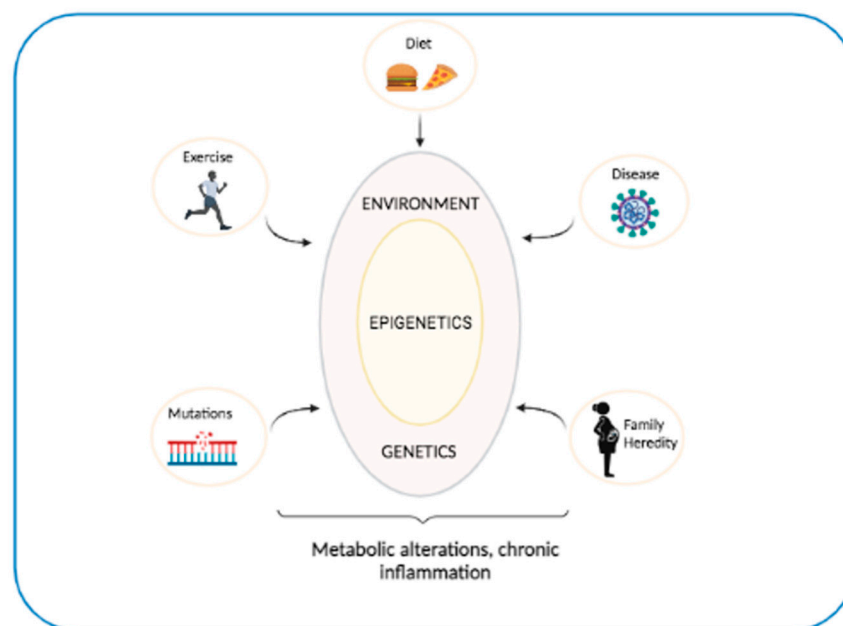 Diet
Exercise
Disease
ENVIRONMENT
EPIGENETICS
Mutations
Family
Heredity
GENETICS
Metabolic alterations, chronic
inflammation